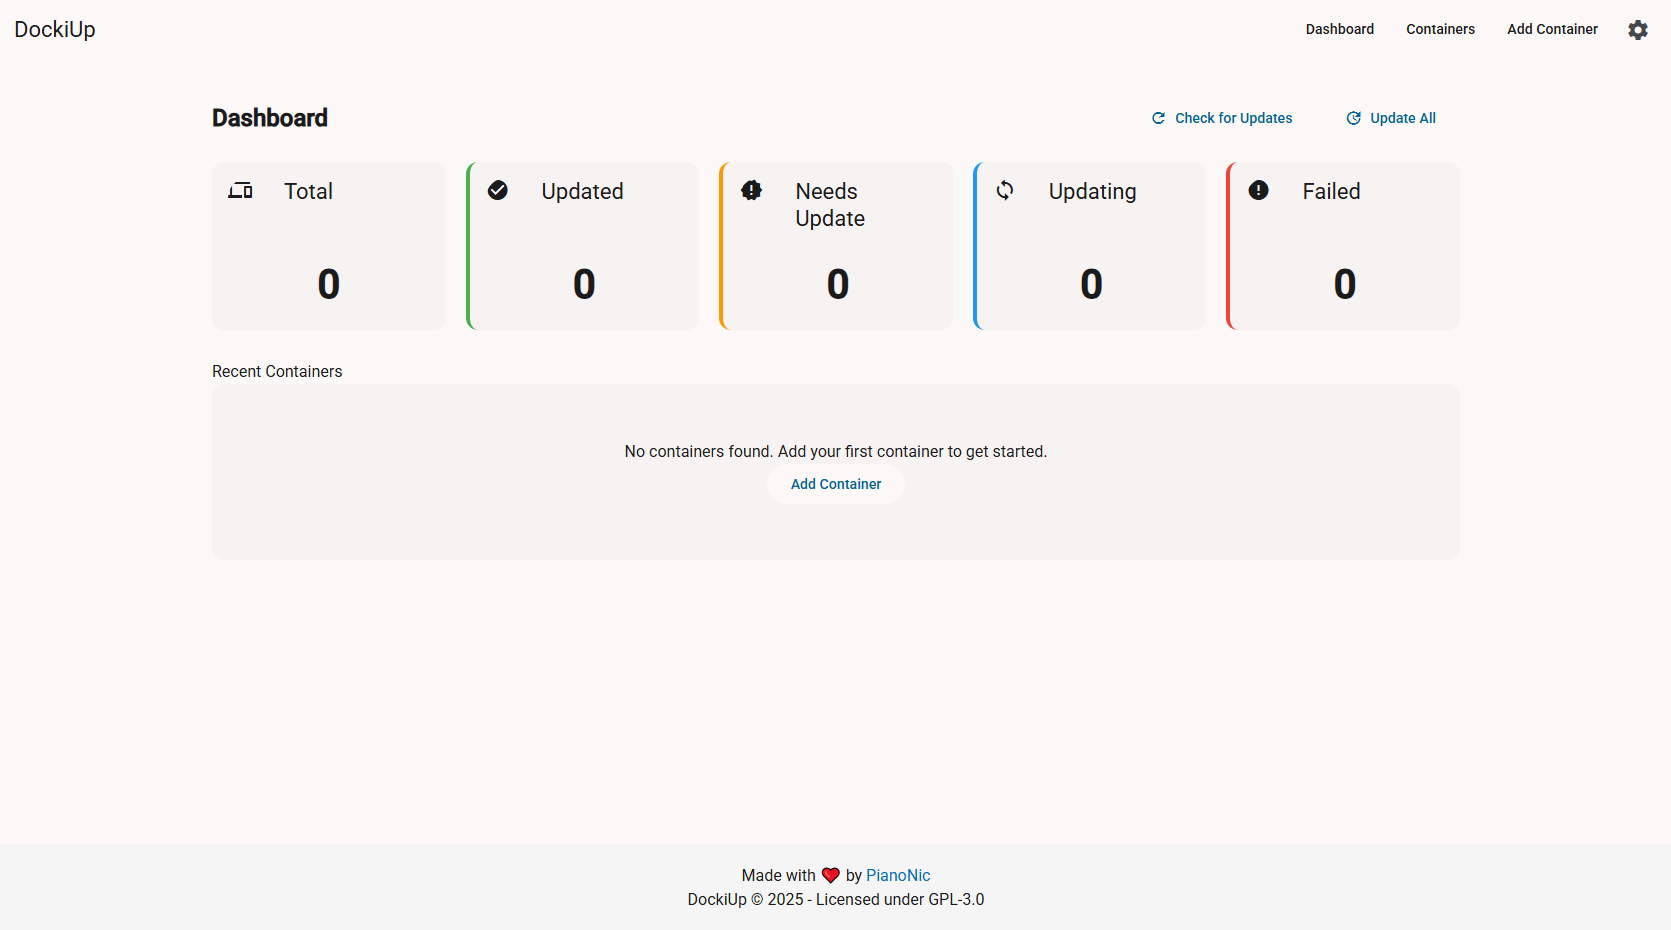 DockiUp
Dashboard Containers Add Container
Dashboard
Check for Updates Update All
Total
0
Updated
0
Needs
Update
0
Updating
0
Failed
0
Recent Containers
No containers found. Add your first container to get started.
Add Container
Made with ❤️ by PianoNic
DockiUp © 2025 - Licensed under GPL-3.0